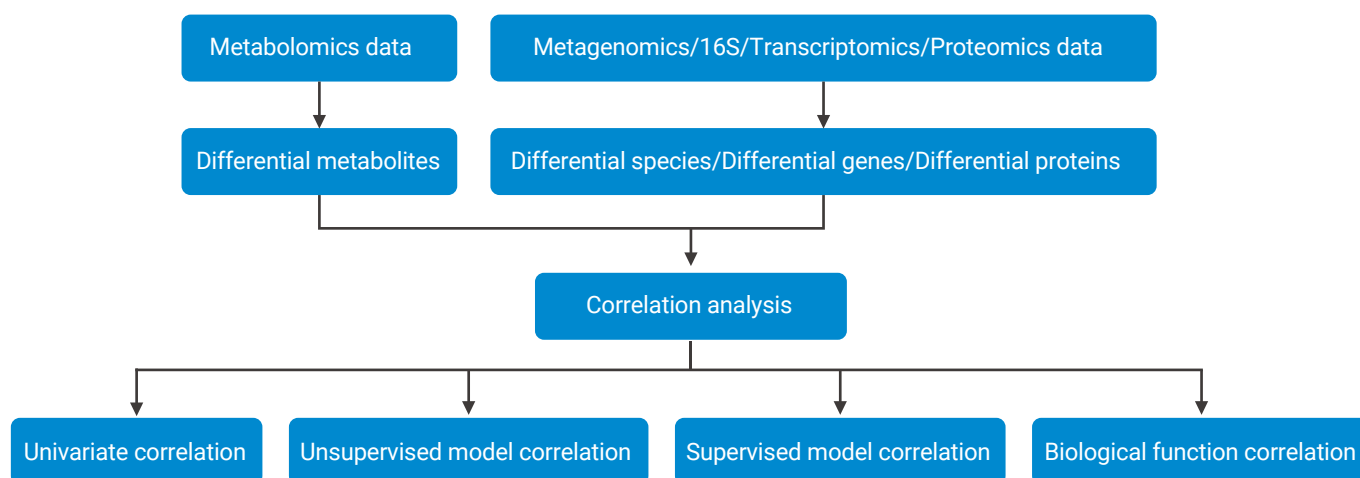 Metabolomics data
Metagenomics/16S/Transcriptomics/Proteomics data
Differential metabolites
Differential species/Differential genes/Differential proteins
Correlation analysis
Univariate correlation
Unsupervised model correlation
Supervised model correlation
Biological function correlation